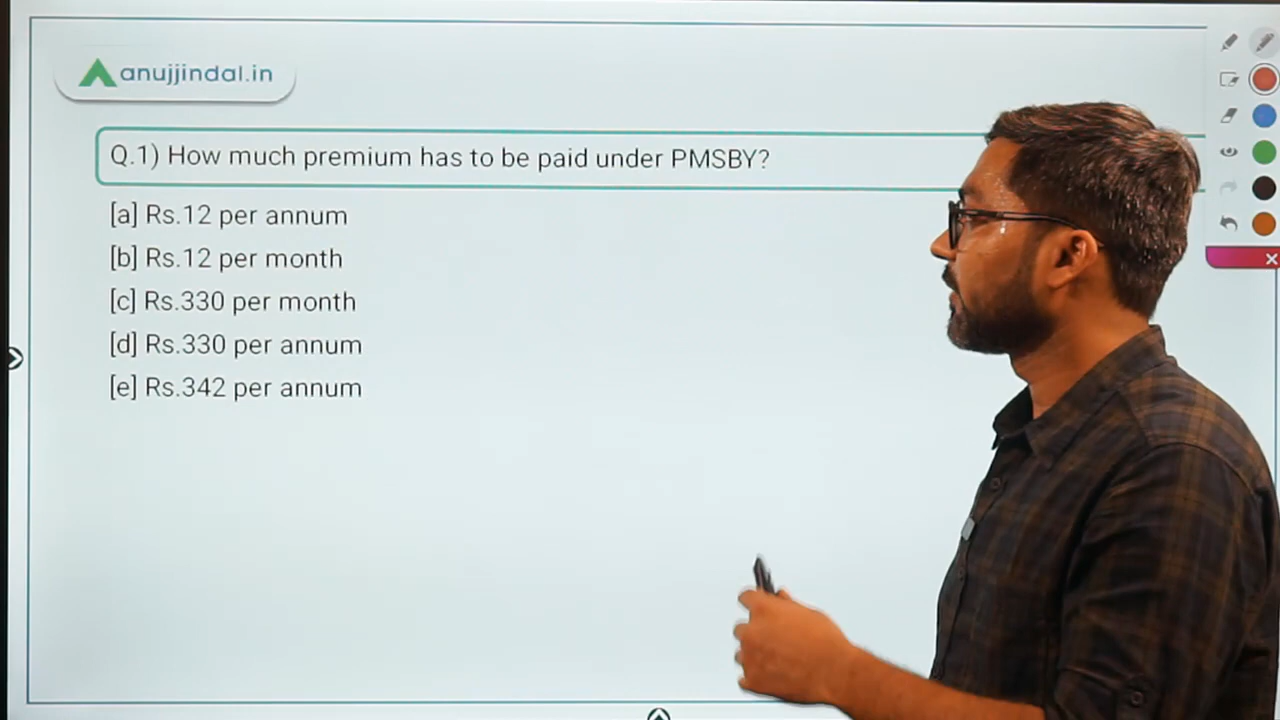 anujjindal.in
Q.1) How much premium has to be paid under PMSBY?
[a] Rs.12 per annum
[b] Rs.12 per month
[c] Rs.330 per month
[d] Rs.330 per annum
[e] Rs.342 per annum